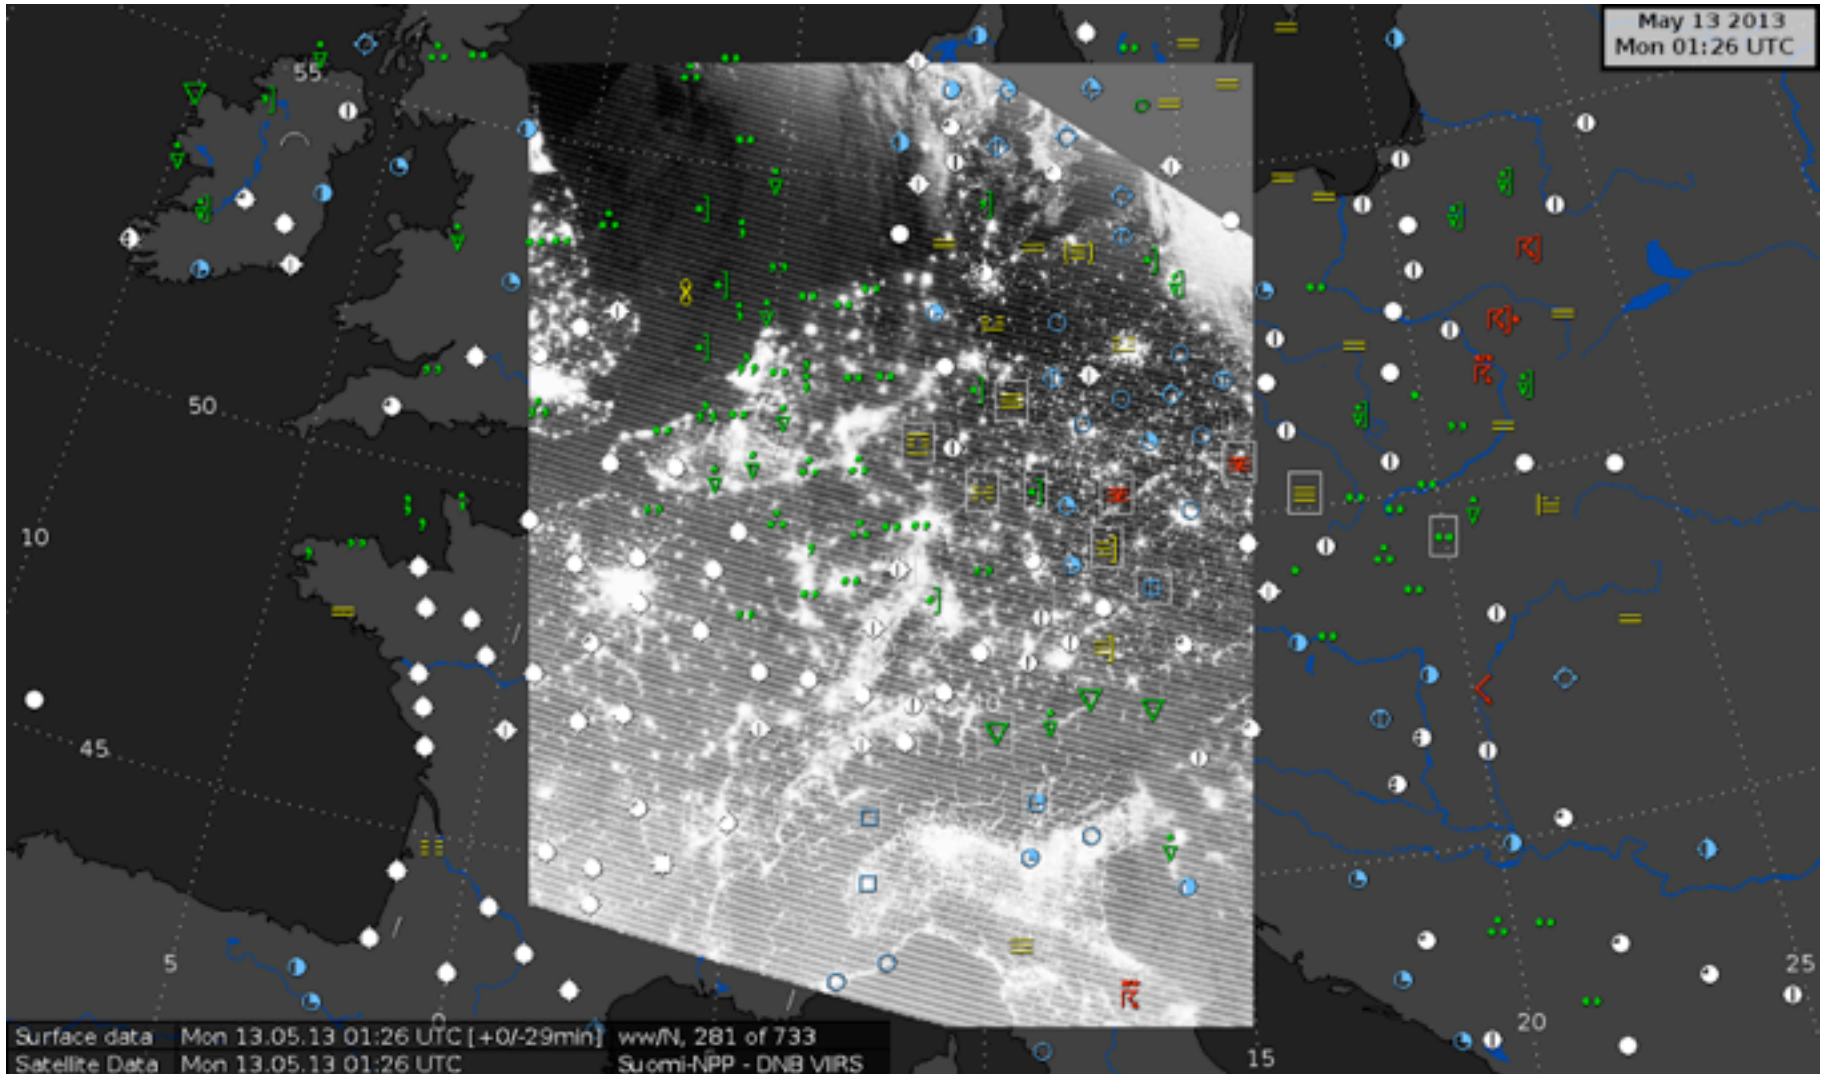 May 13 2013
Mon 01:26 UTC
55
50
10
45
5
0
15
20
25
Surface data Mon 13.05.13 01:26 UTC [+0/-29min] ww/N, 281 of 733
Satellite Data Mon 13.05.13 01:26 UTC Suomi-NPP - DNB VIIRS